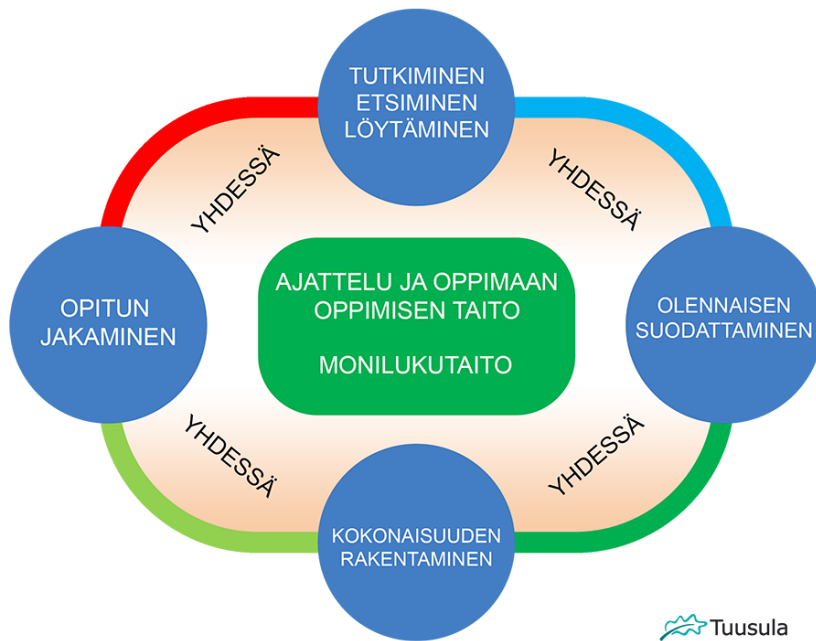 TUTKIMINEN
ETSIMINEN
LÖYTÄMINEN
YHDESSÄ
YHDESSÄ
OPITUN
JAKAMINEN
AJATTELU JA OPPIMAAN
OPPIMISEN TAITO
MONILUKUTAITO
OLENNAISEN
SUODATTAMINEN
YHDESSÄ
YHDESSÄ
KOKONAISUUDEN
RAKENTAMINEN
Tuusula